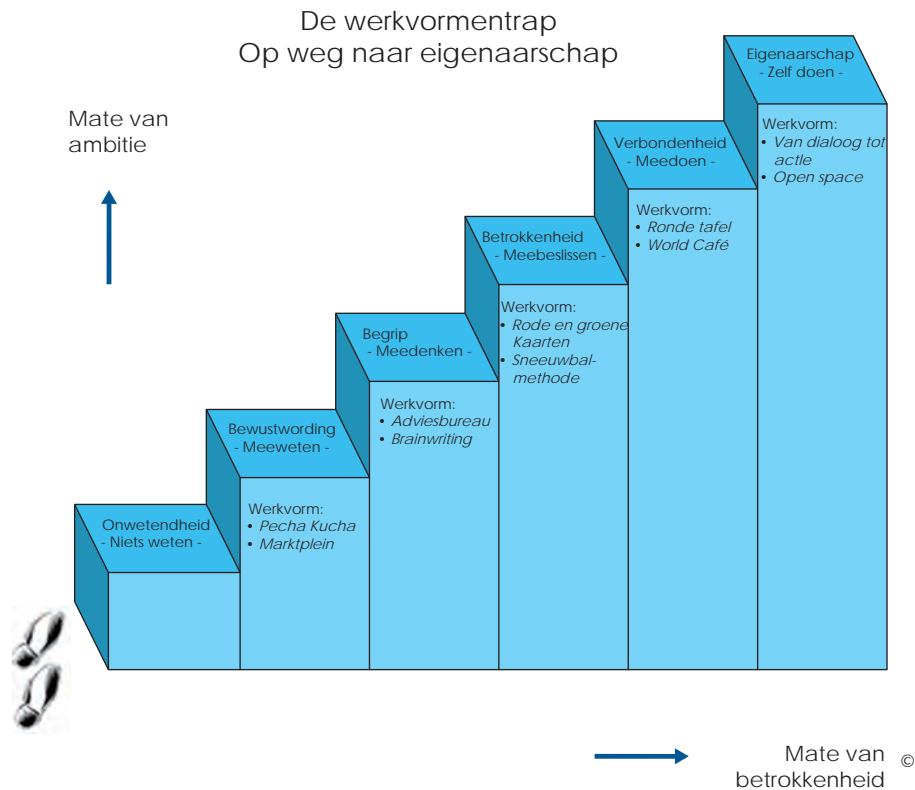 De werkvormentrap
Op weg naar eigenaarschap
Mate van
ambitie
Eigenaarschap
- Zelf doen -
Werkvorm:
• Van dialoog tot
actle
• Open space
Verbondenheid
- Meedoen -
Werkvorm:
• Ronde tafel
• World Café
Betrokkenheid
- Meebeslissen -
Werkvorm:
• Rode en groene
Kaarten
• Sneeuwbal-
methode
Begrip
- Meedenken -
Werkvorm:
• Adviesbureau
• Brainwriting
Bewustwording
- Meeweten -
Werkvorm:
• Pecha Kucha
• Marktplein
Onwetendheid
- Niets weten -
Mate van
betrokkenheid
©